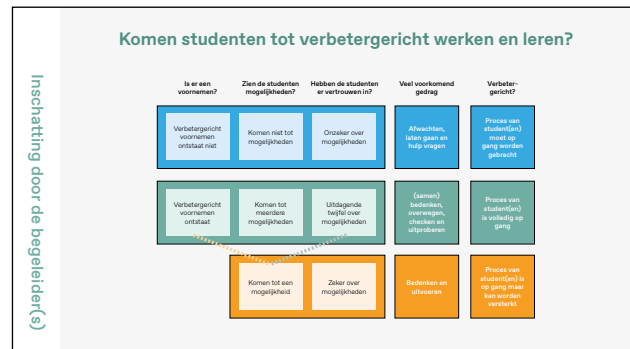 Komen studenten tot verbetergericht werken en leren?
Inschatting door de begeleider(s)
Is er een
voornemen?
Zien de studenten
mogelijkheden?
Hebben de studenten
er vertrouwen in?
Veel voorkomend
gedrag
Verbeter-
gericht?
Verbetergericht
voornemen
ontstaat niet
Komen niet tot
mogelijkheden
Onzeker over
mogelijkheden
Afwachten,
laten gaan en
hulp vragen
Proces van
student(en)
moet op
gang worden
gebracht
Verbetergericht
voornemen
ontstaat
Komen tot
meerdere
mogelijkheden
Uitdagende
twijfel over
mogelijkheden
(samen)
bedenken,
overwegen,
checken en
uitproberen
Proces van
student(en)
is volledig op
gang
Komen tot een
mogelijkheid
Zeker over
mogelijkheden
Bedenken en
uitvoeren
Proces van
student(en) is
op gang maar
kan worden
versterkt